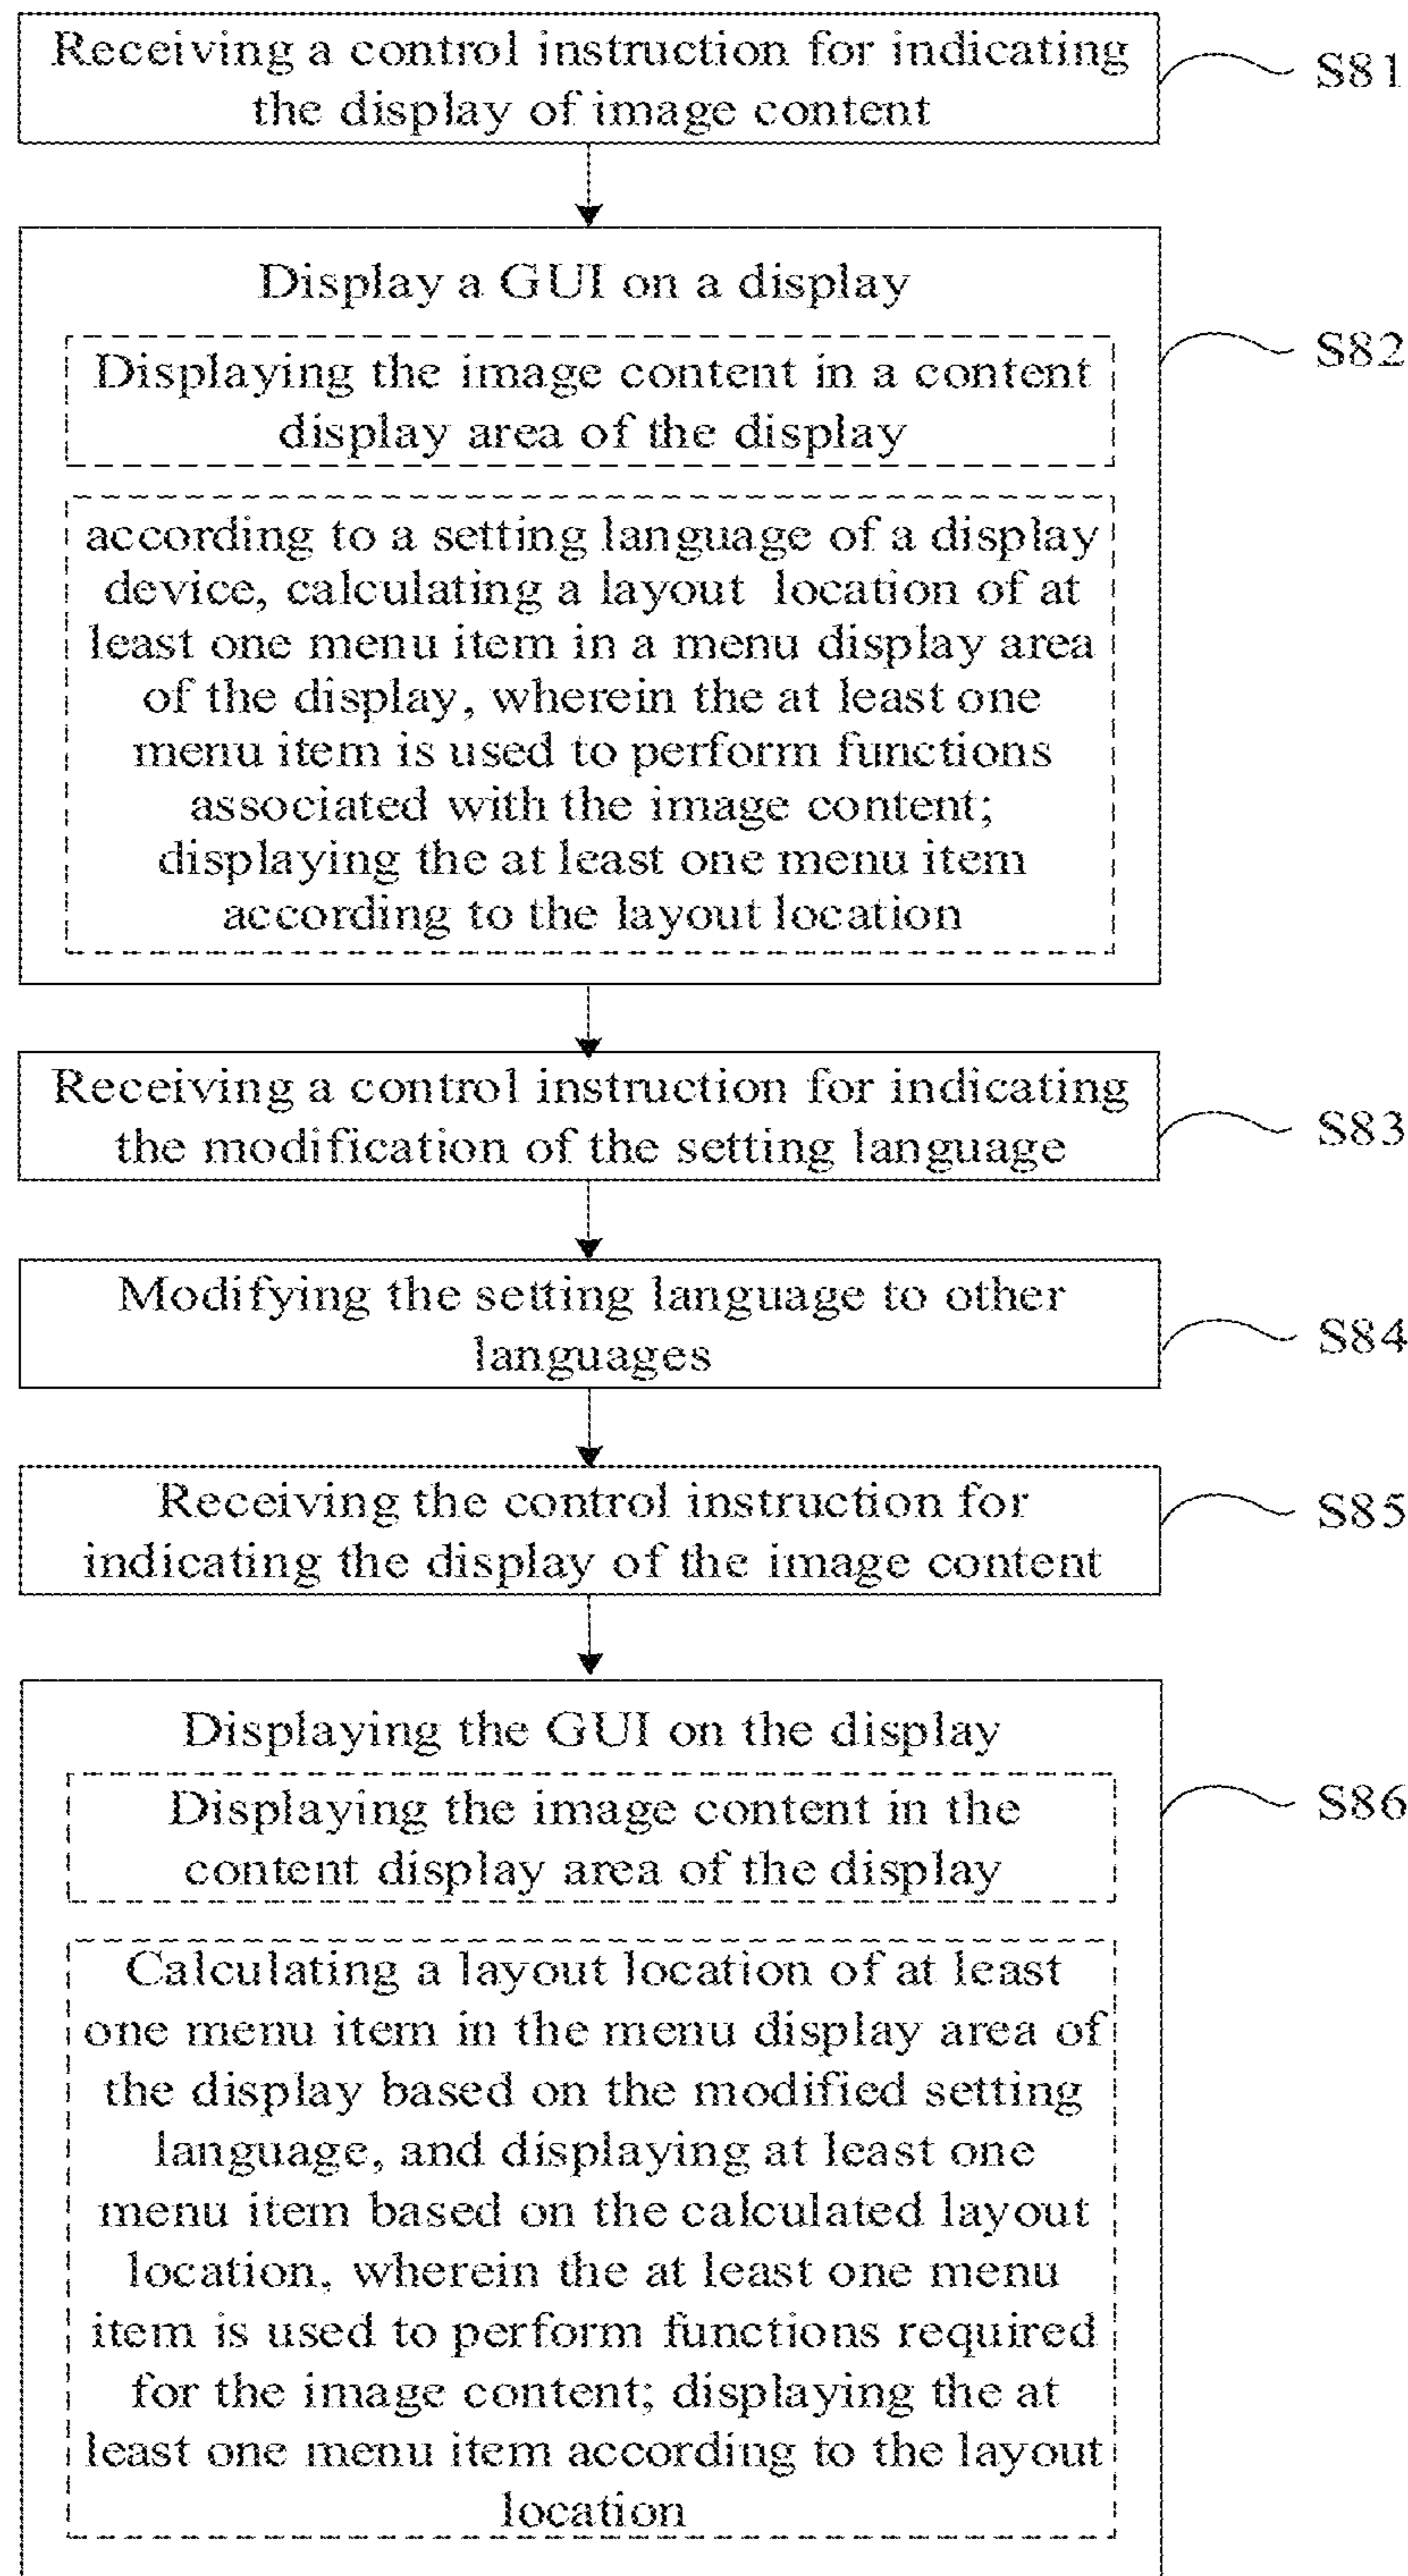 Receiving a control instruction for indicating
the display of image content
S81
Display a GUI on a display
S82
Displaying the image content in a content
display area of the display
according to a setting language of a display
device, calculating a layout location of at
least one menu item in a menu display area
of the display, wherein the at least one
menu item is used to perform functions
associated with the image content;
displaying the at least one menu item
according to the layout location
Receiving a control instruction for indicating
the modification of the setting language
S83
Modifying the setting language to other
languages
S84
Receiving the control instruction for
indicating the display of the image content
S85
Displaying the GUI on the display
S86
Displaying the image content in the
content display area of the display
Calculating a layout location of at least
one menu item in the menu display area of
the display based on the modified setting
language, and displaying at least one
menu item based on the calculated layout
location, wherein the at least one menu
item is used to perform functions required
for the image content; displaying the at
least one menu item according to the layout
location